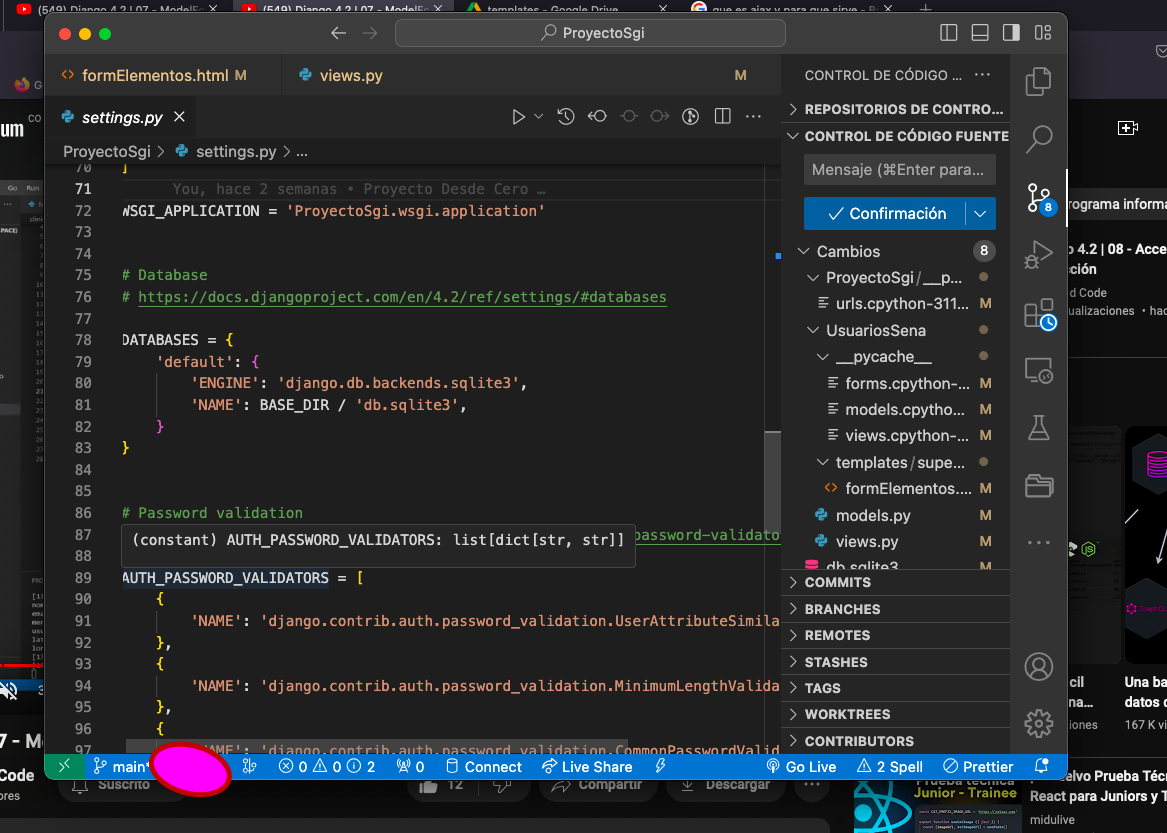 (549) Django 4.2 | 07 - ModelFo
(549) Django 4.2 | 07 - ModelFo
templates - Google Drive
que es ajax y para que sirve - B
ProyectoSgi
formElementos.html M
views.py M
settings.py
ProyectoSgi > settings.py > ...
70 ]
71 You, hace 2 semanas • Proyecto Desde Cero …
72 WSGI_APPLICATION = 'ProyectoSgi.wsgi.application'
73
74
75 # Database
76 # https://docs.djangoproject.com/en/4.2/ref/settings/#databases
77
78 DATABASES = {
79 'default': {
80 'ENGINE': 'django.db.backends.sqlite3',
81 'NAME': BASE_DIR / 'db.sqlite3',
82 }
83 }
84
85
86 # Password validation
87 password-validato
(constant) AUTH_PASSWORD_VALIDATORS: list[dict[str, str]]
88
89 AUTH_PASSWORD_VALIDATORS = [
90 {
91 'NAME': 'django.contrib.auth.password_validation.UserAttributeSimila
92 },
93 {
94 'NAME': 'django.contrib.auth.password_validation.MinimumLengthValida
95 },
96 {
97 'NAME': 'django.contrib.auth.password_validation.CommonPasswordValid
CONTROL DE CÓDIGO ...
REPOSITORIOS DE CONTRO...
CONTROL DE CÓDIGO FUENTE
Mensaje (⌘Enter para...
Confirmación
Cambios 8
ProyectoSgi/__p...
urls.cpython-311... M
UsuariosSena
__pycache__
forms.cpython-... M
models.cpytho... M
views.cpython-... M
templates/supe...
formElementos.... M
models.py M
views.py M
db.sqlite3 M
COMMITS
BRANCHES
REMOTES
STASHES
TAGS
WORKTREES
CONTRIBUTORS
8
main*
0 0 2
0
Connect
Live Share
Go Live
2 Spell
Prettier
um
CO
Go Run
7 - M
Code
ores
Suscrito
12
Compartir
Descargar
rograma informa
o 4.2 | 08 - Acce
cción
d Code
ualizaciones • hac
cil
na...
iones
Una ba
datos d
167 K vi
técnica
Junior - Trainee
elvo Prueba Técn
React para Juniors y T
midulive